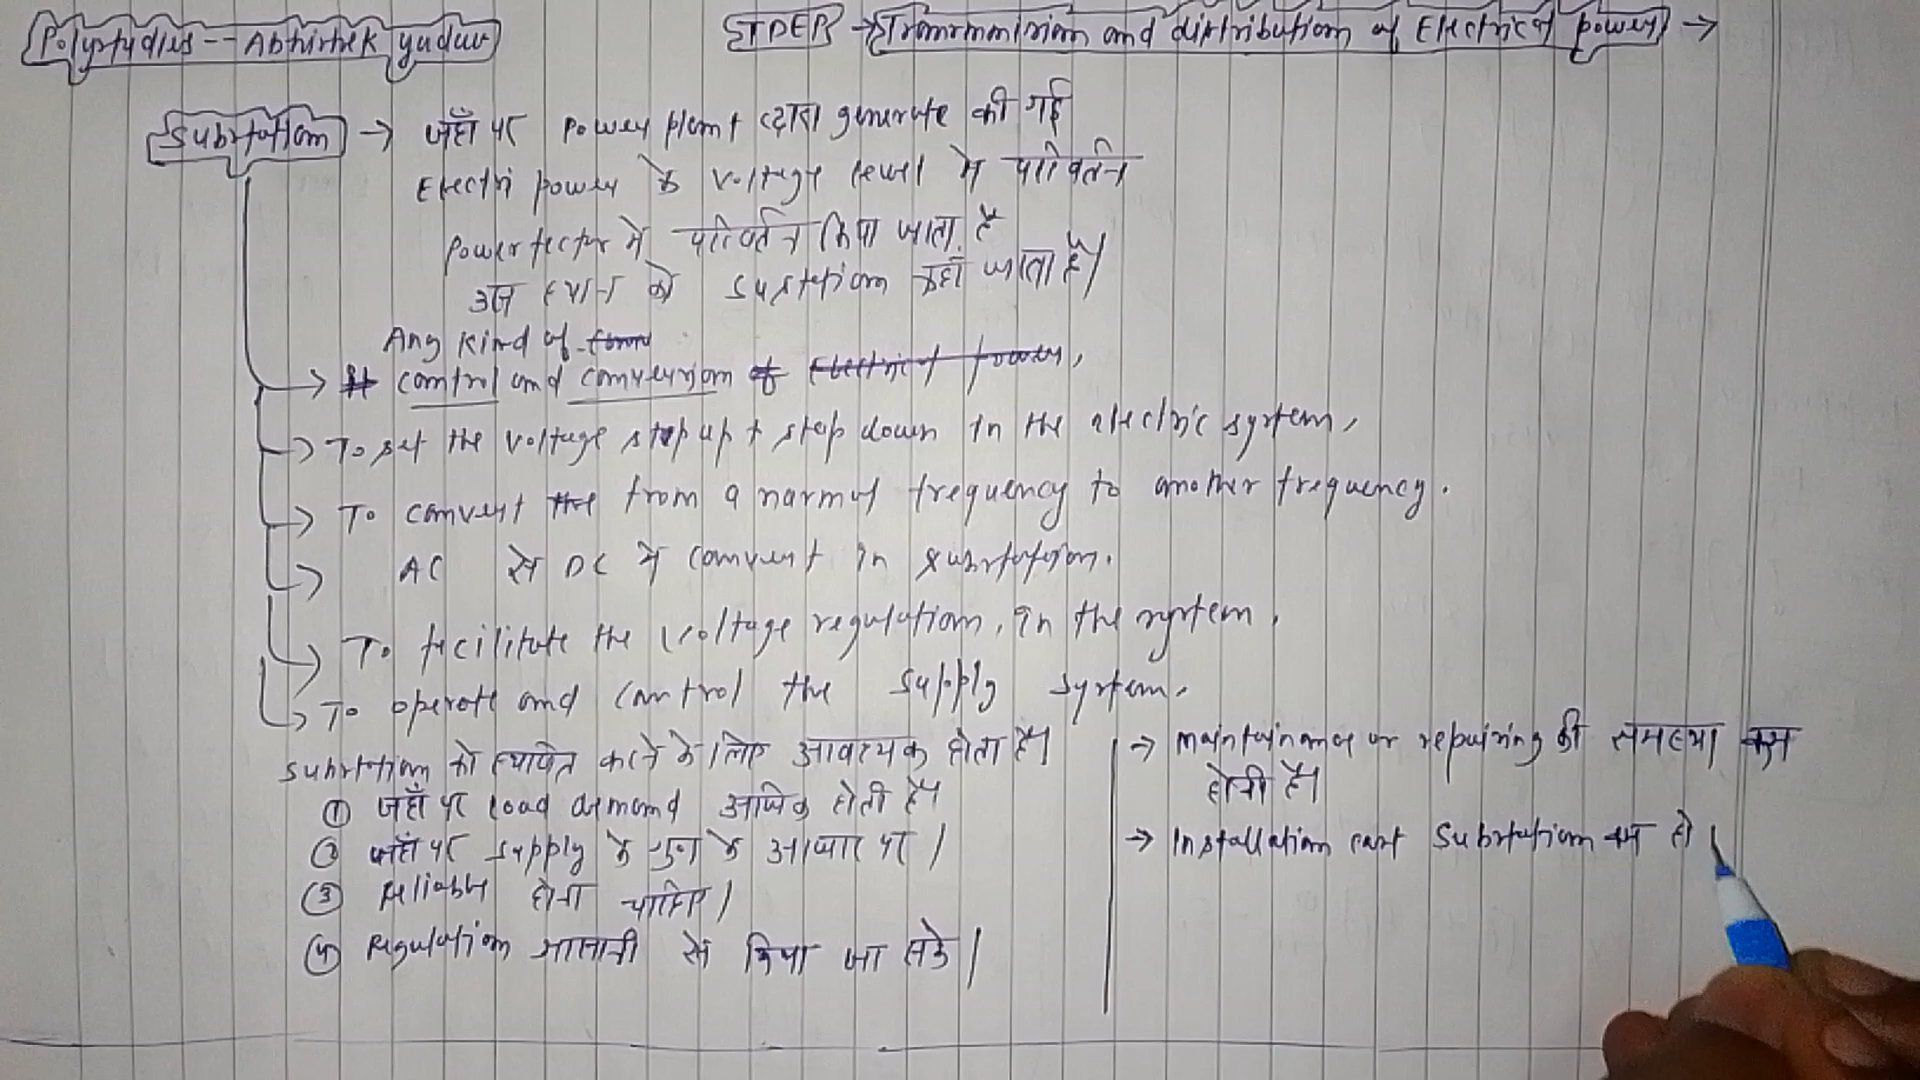 Polystudies -- Abhishek yadav
TDEP → Transmission and distribution of Electrical power →
Substation → जहाँ पर Power plant द्वारा generate की गई
Electri power के voltage level मे परिवर्तन
Power fector मे परिवर्तन किया जाता है
उस स्थान को Substation कहाँ जाता है।
Any kind of
→ control and conversion
→ To set the voltage step up & step down in the electric system,
→ To convert from a normal frequency to another frequency.
→ AC से DC मे convert in substation.
→ To fecilitate the voltage regulation, in the system,
→ To operate and control the supply system,
substation को स्थापित करने के लिए आवश्यक होता है।
① जहाँ पर load demand अधिक होती है।
② जहाँ पर supply के गुण के आधार पर।
③ Reliable होना चाहिए।
④ Regulation आसानी से किया जा सके।
→ maintainance or repairing की समस्या कम
होनी है।
→ Installation cost Substation कम हो।